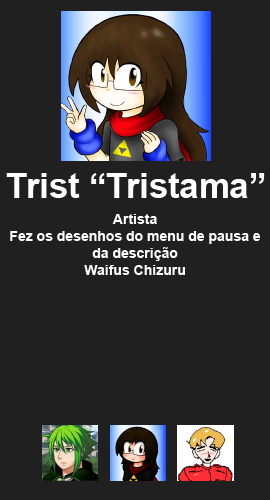 Trist “Tristama”
Artista
Fez os desenhos do menu de pausa e
da descrição
Waifus Chizuru